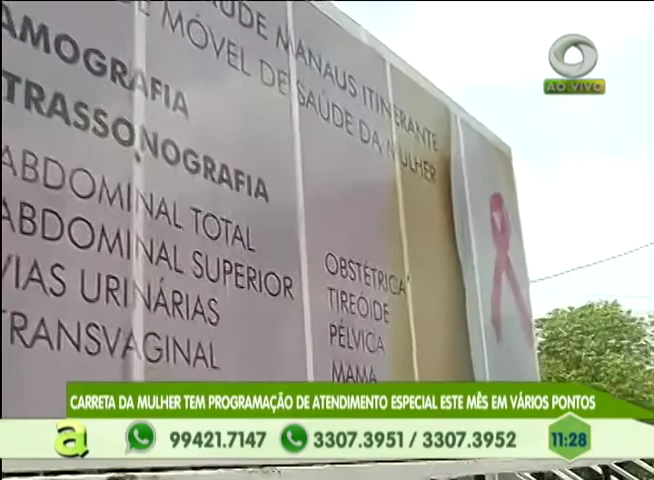 SAÚDE MANAUS ITINERANTE
MÓVEL DE SAÚDE DA MULHER
AMOGRAFIA
TRASSONOGRAFIA
ABDOMINAL TOTAL
ABDOMINAL SUPERIOR
VIAS URINÁRIAS
TRANSVAGINAL
OBSTÉTRICA
TIREÓIDE
PÉLVICA
MAMA
AO VIVO
CARRETA DA MULHER TEM PROGRAMAÇÃO DE ATENDIMENTO ESPECIAL ESTE MÊS EM VÁRIOS PONTOS
a 99421.7147 3307.3951 / 3307.3952 11:28